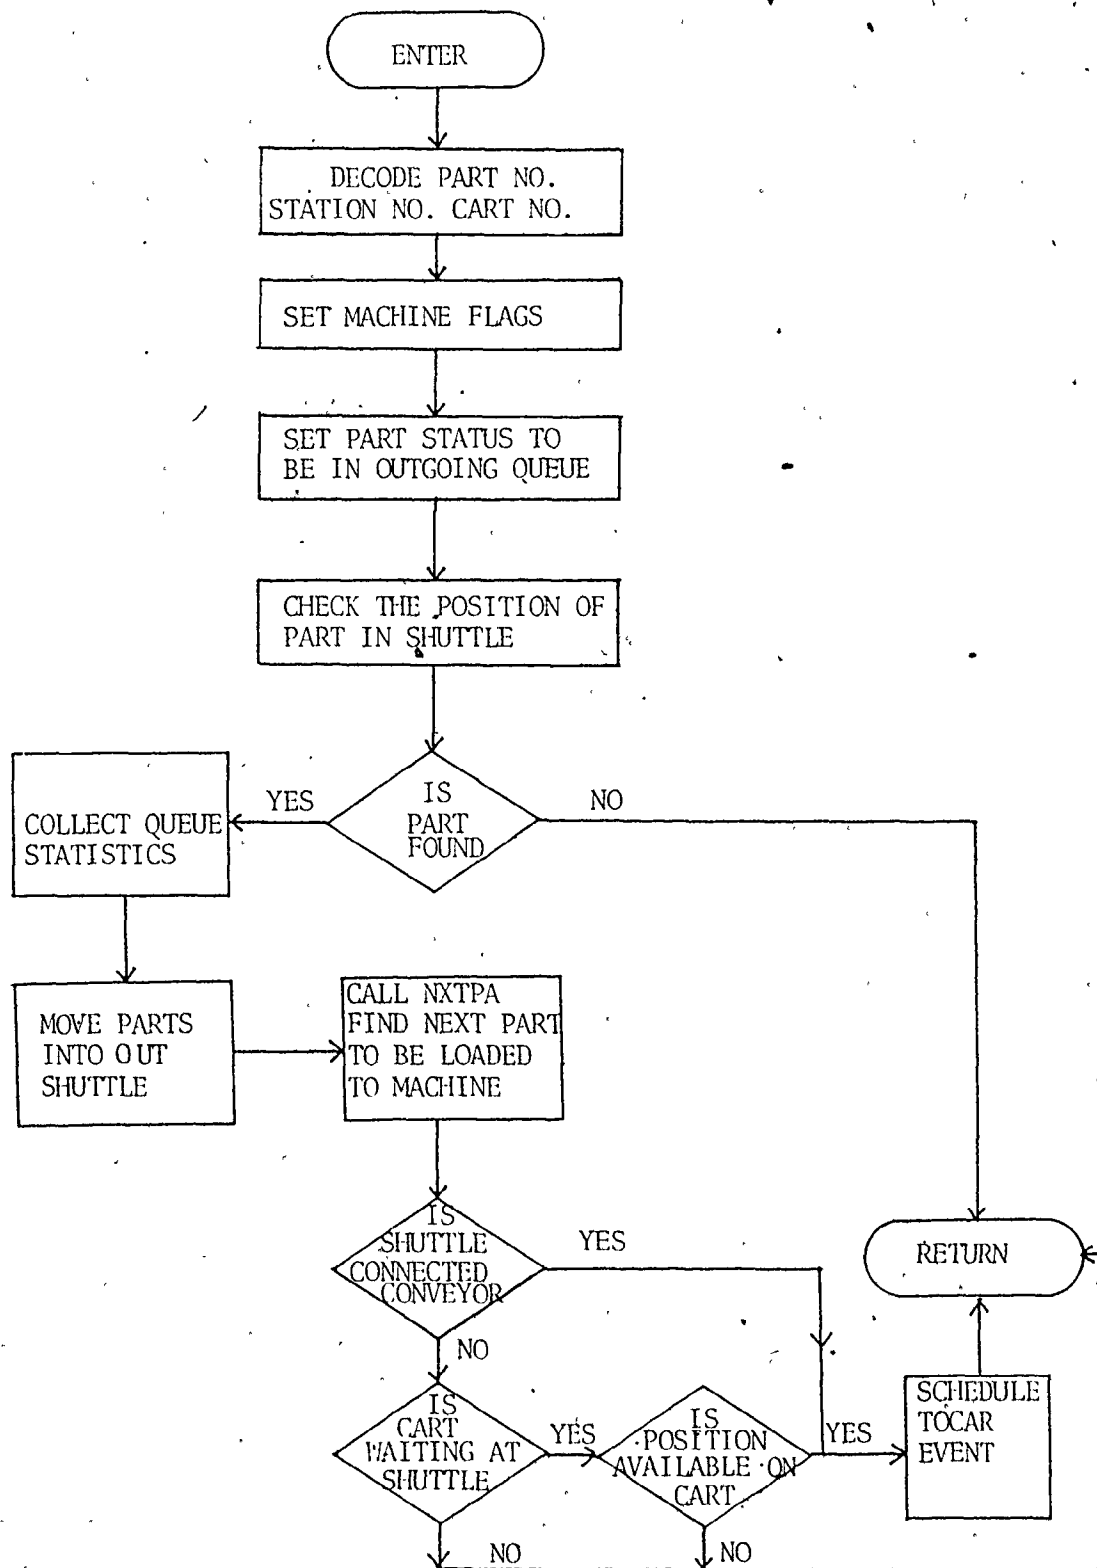 ENTER
DECODE PART NO.
STATION NO. CART NO.
SET MACHINE FLAGS
SET PART STATUS TO
BE IN OUTGOING QUEUE
CHECK THE POSITION OF
PART IN SHUTTLE
IS
PART
FOUND
YES
NO
COLLECT QUEUE
STATISTICS
MOVE PARTS
INTO OUT
SHUTTLE
CALL NXTPA
FIND NEXT PART
TO BE LOADED
TO MACHINE
IS
SHUTTLE
CONNECTED
CONVEYOR
YES
RETURN
NO
IS
CART
WAITING AT
SHUTTLE
YES
IS
POSITION
AVAILABLE ON
CART
YES
SCHEDULE
TOCAR
EVENT
NO
NO